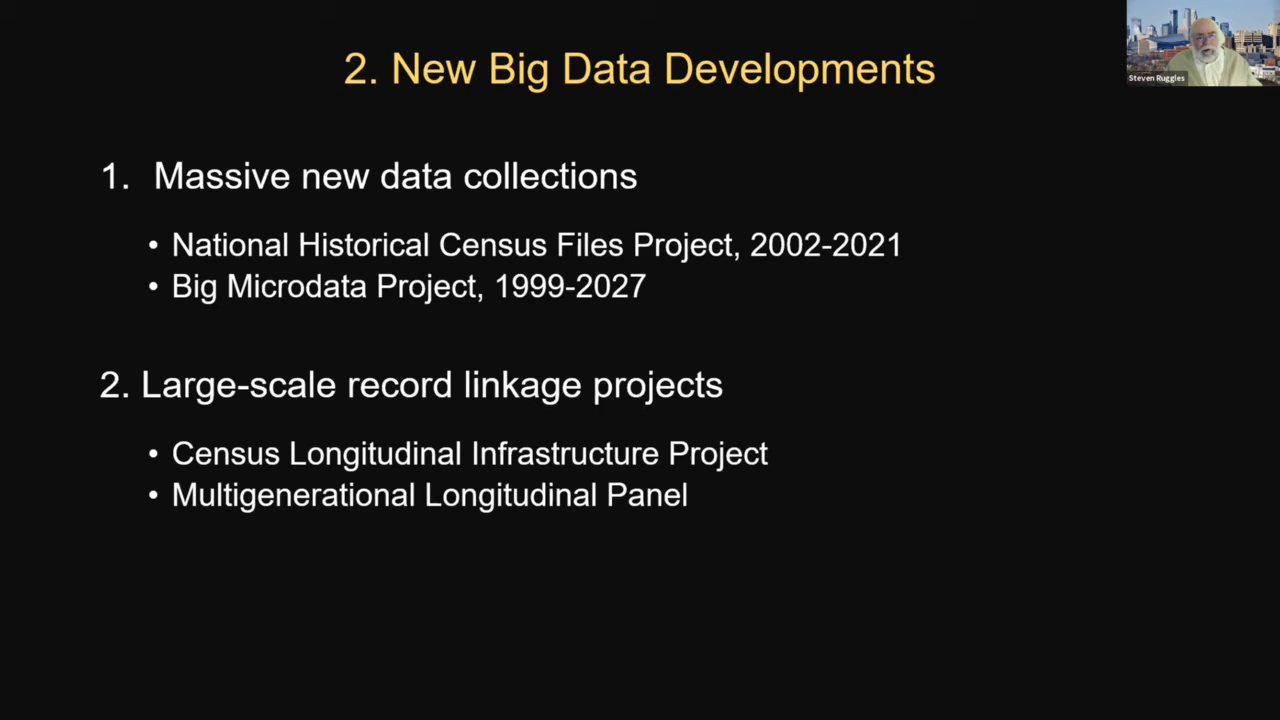 2. New Big Data Developments
Steven Ruggles
1. Massive new data collections
• National Historical Census Files Project, 2002-2021
• Big Microdata Project, 1999-2027
2. Large-scale record linkage projects
• Census Longitudinal Infrastructure Project
• Multigenerational Longitudinal Panel